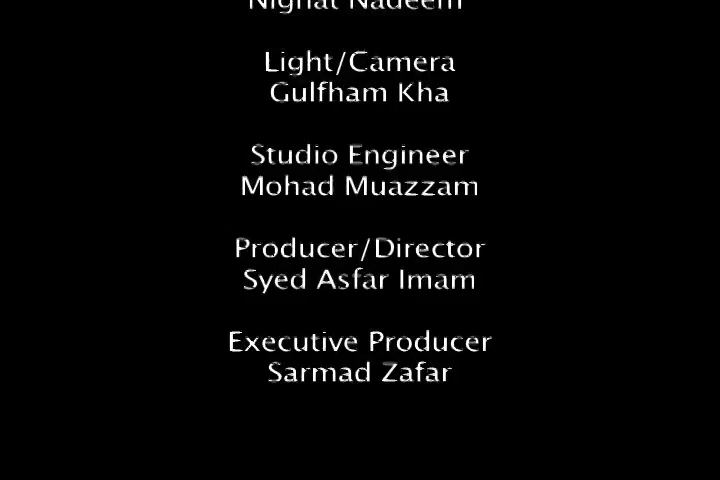 Nighat Nadeem
Light/Camera
Gulfham Kha
Studio Engineer
Mohad Muazzam
Producer/Director
Syed Asfar Imam
Executive Producer
Sarmad Zafar